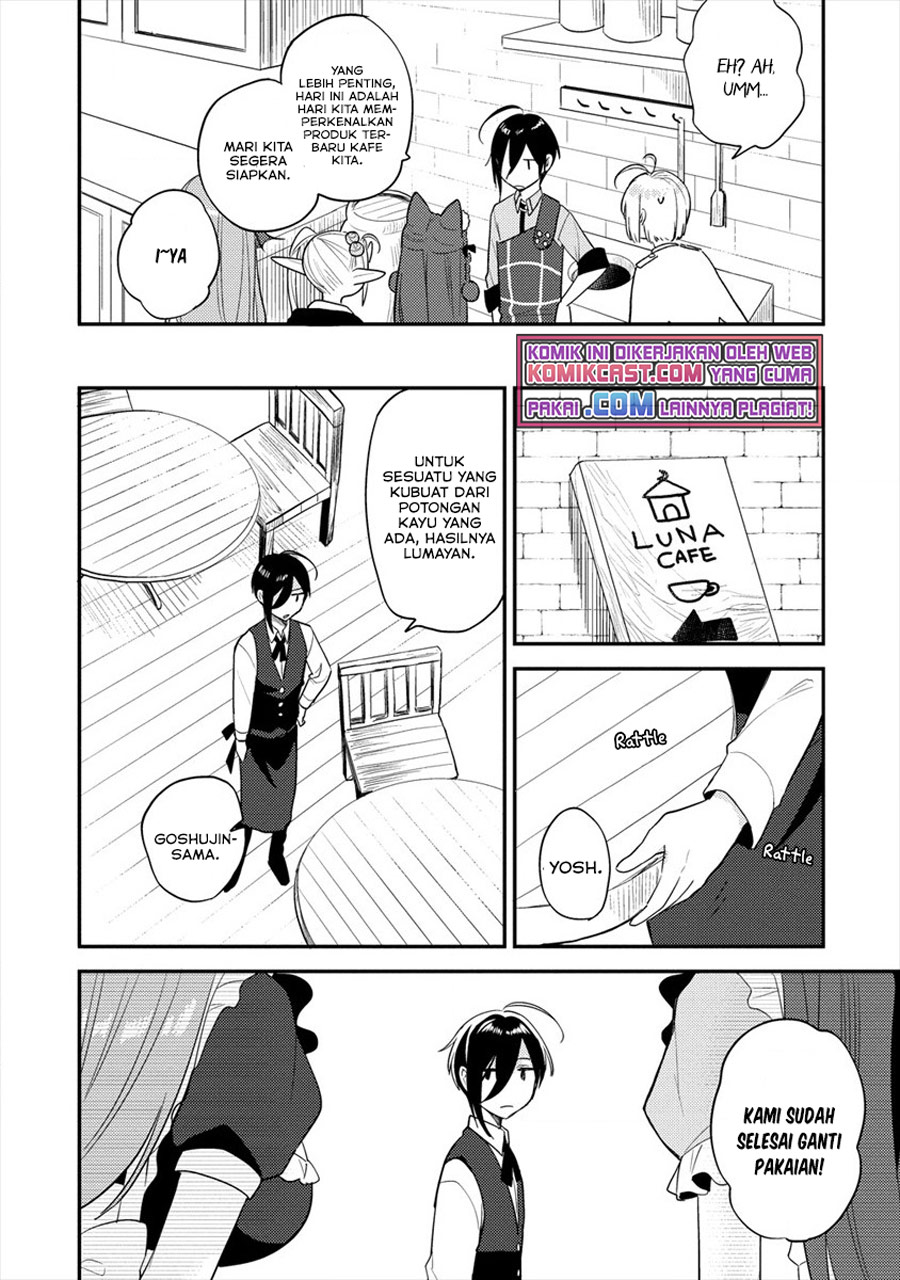 EH? AH,
UMM...
YANG
LEBIH PENTING,
HARI INI ADALAH
HARI KITA MEM-
PERKENALKAN
PRODUK TER-
BARU KAFE
KITA.
MARI KITA
SEGERA
SIAPKAN.
I~YA
KOMIK INI DIKERJAKAN OLEH WEB
KOMIKCAST.COM YANG CUMA
PAKAI .COM LAINNYA PLAGIAT!
LUNA
CAFE
UNTUK
SESUATU YANG
KUBUAT DARI
POTONGAN
KAYU YANG
ADA, HASILNYA
LUMAYAN.
Rattle
Rattle
YOSH.
GOSHUJIN-
SAMA.
KAMI SUDAH
SELESAI GANTI
PAKAIAN!